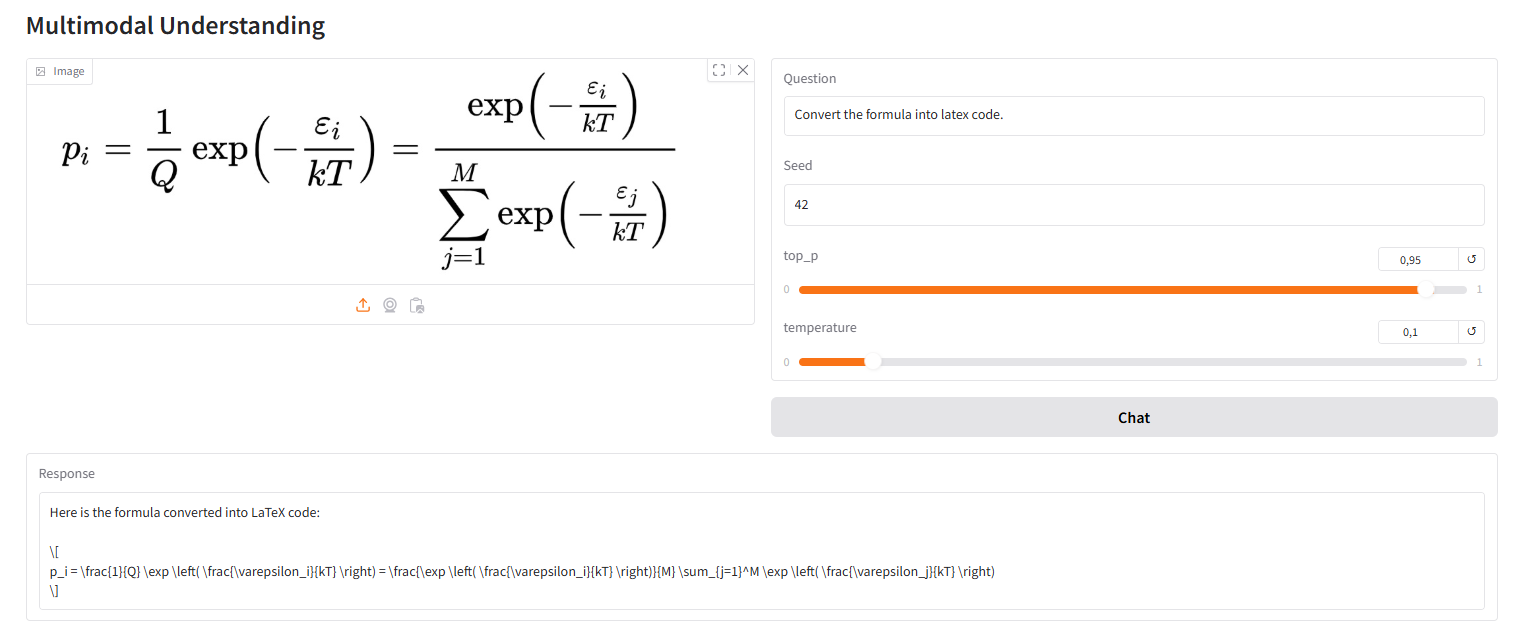 Multimodal Understanding
Image
p_i = \frac{1}{Q} \exp\left(-\frac{\varepsilon_i}{kT}\right) = \frac{\exp\left(-\frac{\varepsilon_i}{kT}\right)}{\sum_{j=1}^{M} \exp\left(-\frac{\varepsilon_j}{kT}\right)}
Question
Convert the formula into latex code.
Seed
42
top_p
0,95
0 1
temperature
0,1
0 1
Chat
Response
Here is the formula converted into LaTeX code:
\[
p_i = \frac{1}{Q} \exp \left( \frac{\varepsilon_i}{kT} \right) = \frac{\exp \left( \frac{\varepsilon_i}{kT} \right)}{M} \sum_{j=1}^M \exp \left( \frac{\varepsilon_j}{kT} \right)
\]